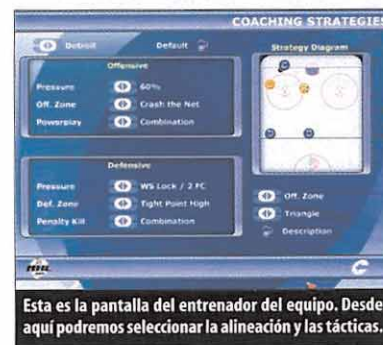 COACHING STRATEGIES
Detroit Default Strategy Diagram
Offensive
Pressure 60%
Off. Zone Crash the Net
Powerplay Combination
Defensive
Pressure WS Lock / 2 FC
Def. Zone Tight Point High
Penalty Kill Combination
Off. Zone
Triangle
Description
Esta es la pantalla del entrenador del equipo. Desde
aquí podremos seleccionar la alineación y las tácticas.